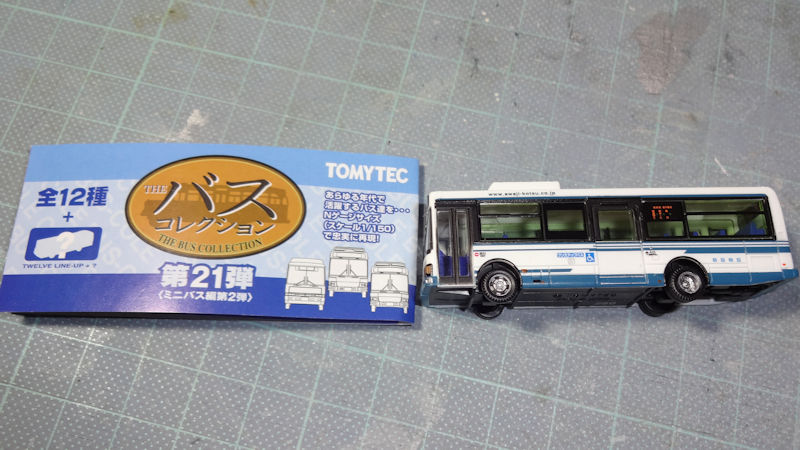 全12種
+
TWELVE LINE-UP + ?
THE
バス
コレクション
THE BUS COLLECTION
第21弾
〈ミニバス編第2弾〉
TOMYTEC
あらゆる年代で
活躍するバス達を・・・
Nゲージサイズ
(スケール1/150)
で忠実に再現!
www.awaji-kotsu.co.jp